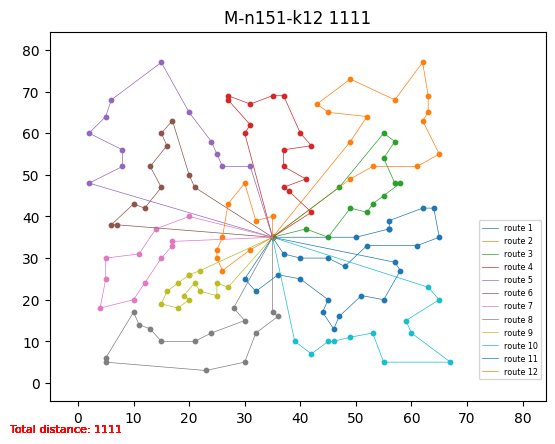 M-n151-k12 1111
80
70
60
50
40
30
20
10
0
0 10 20 30 40 50 60 70 80
route 1
route 2
route 3
route 4
route 5
route 6
route 7
route 8
route 9
route 10
route 11
route 12
Total distance: 1111